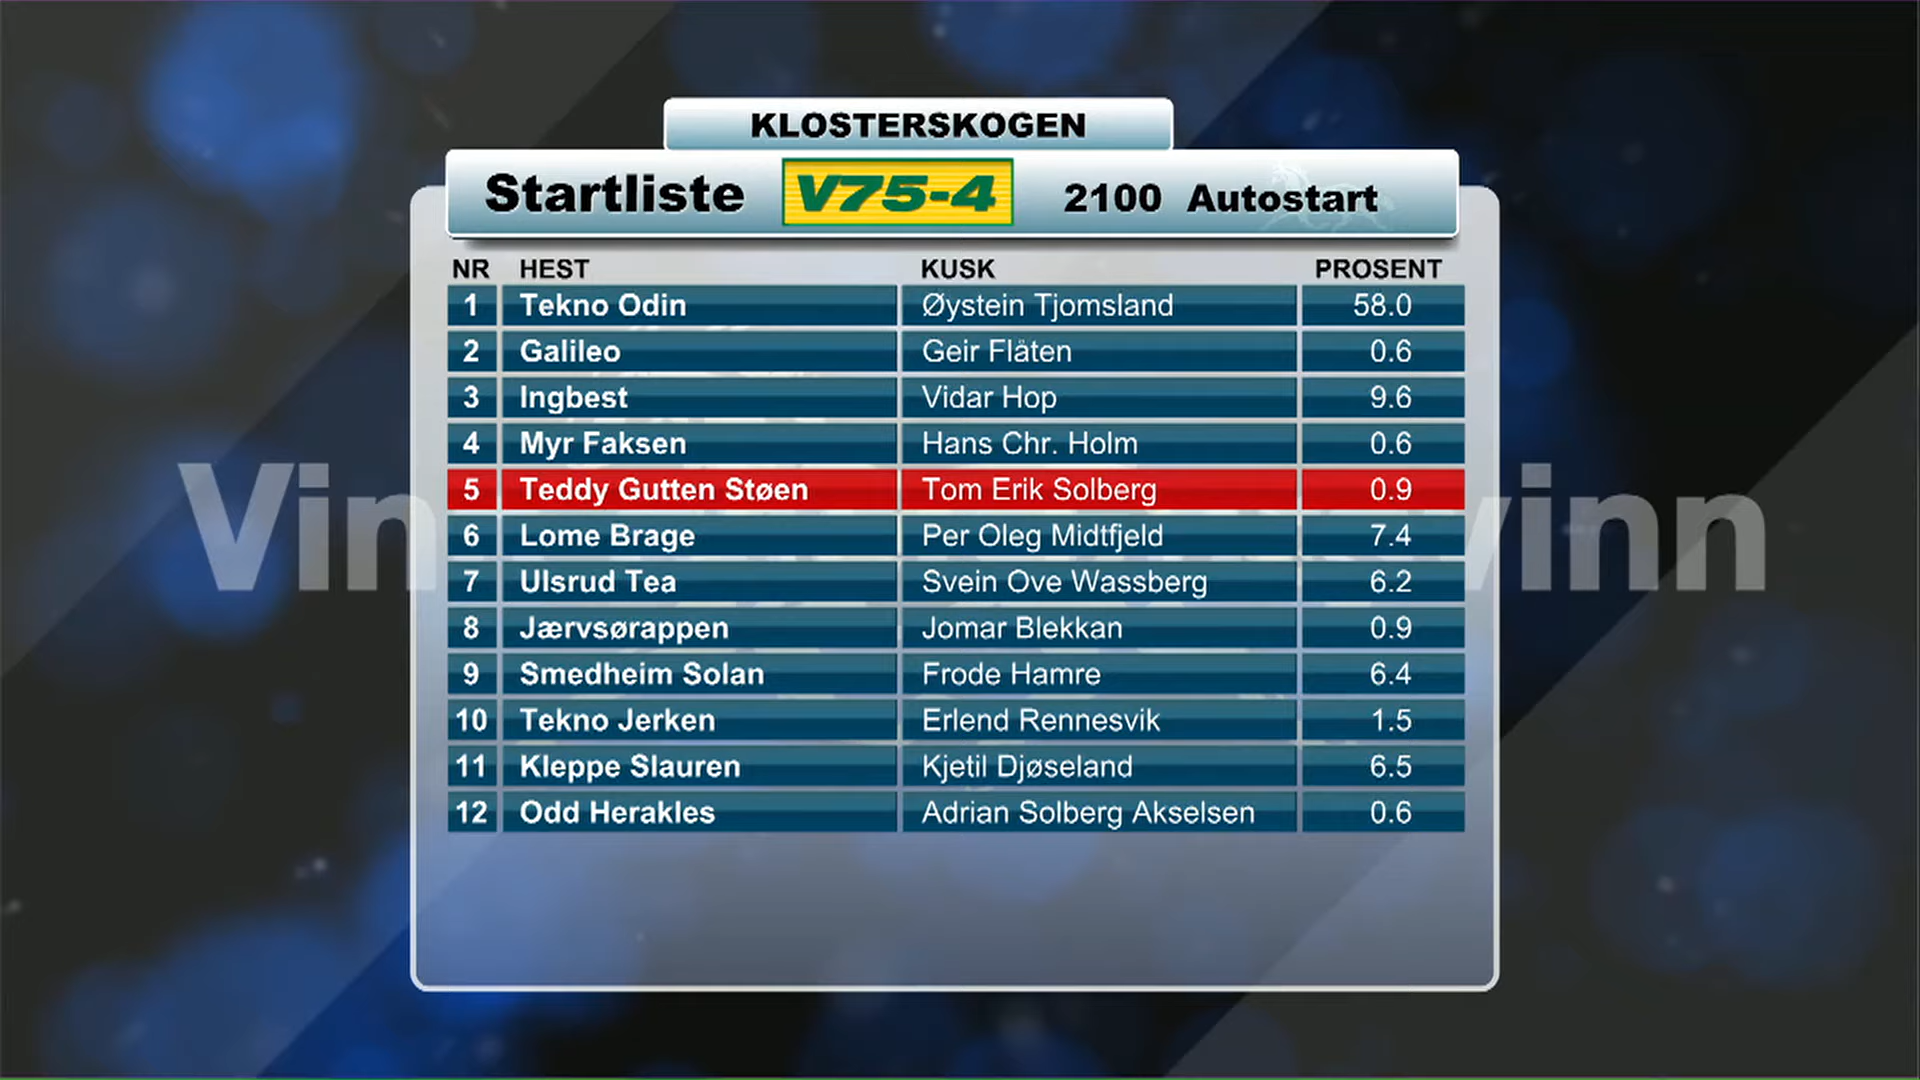 KLOSTERSKOGEN
Startliste V75-4 2100 Autostart
NR HEST KUSK PROSENT
1 Tekno Odin Øystein Tjomsland 58.0
2 Galileo Geir Flåten 0.6
3 Ingbest Vidar Hop 9.6
4 Myr Faksen Hans Chr. Holm 0.6
5 Teddy Gutten Støen Tom Erik Solberg 0.9
6 Lome Brage Per Oleg Midtfjeld 7.4
7 Ulsrud Tea Svein Ove Wassberg 6.2
8 Jærvsørappen Jomar Blekkan 0.9
9 Smedheim Solan Frode Hamre 6.4
10 Tekno Jerken Erlend Rennesvik 1.5
11 Kleppe Slauren Kjetil Djøseland 6.5
12 Odd Herakles Adrian Solberg Akselsen 0.6